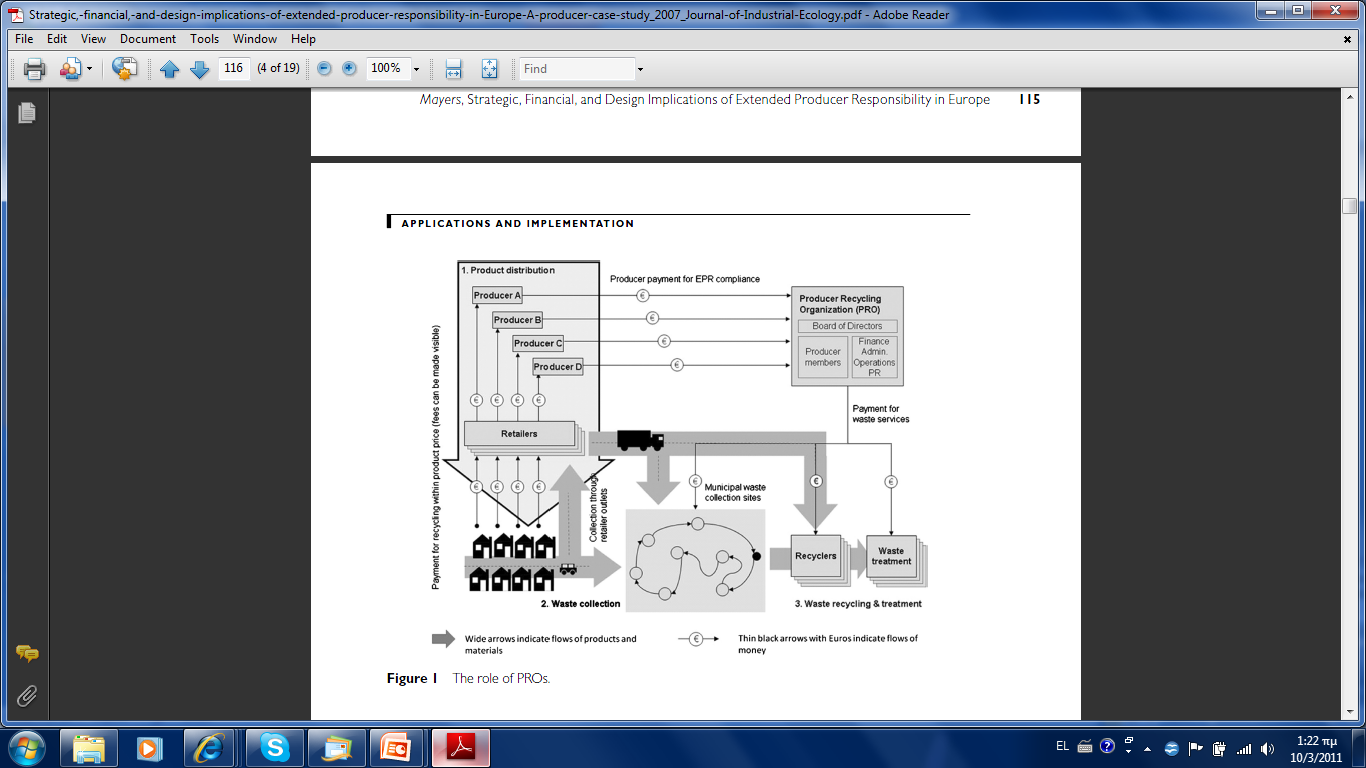 Strategic,-financial,-and-design-implications-of-extended-producer-responsibility-in-Europe-A-producer-case-study_2007_Journal-of-Industrial-Ecology.pdf - Adobe Reader
File Edit View Document Tools Window Help
116 (4 of 19) 100% Find
Mayers, Strategic, Financial, and Design Implications of Extended Producer Responsibility in Europe 115
APPLICATIONS AND IMPLEMENTATION
1. Product distribution
Producer payment for EPR compliance
Producer A
€
Producer B
€
Producer C
€
Producer D
€
Producer Recycling
Organization (PRO)
Board of Directors
Producer
members
Finance
Admin.
Operations
PR
Payment for recycling within product price (fees can be made visible)
€ € € €
Retailers
Payment for
waste services
€ € € €
Collection through
retailer outlets
€
Municipal waste
collection sites
€
€
Recyclers
Waste
treatment
2. Waste collection
3. Waste recycling & treatment
Wide arrows indicate flows of products and
materials
€
Thin black arrows with Euros indicate flows of
money
Figure 1 The role of PROs.
EL
1:22 πμ
10/3/2011